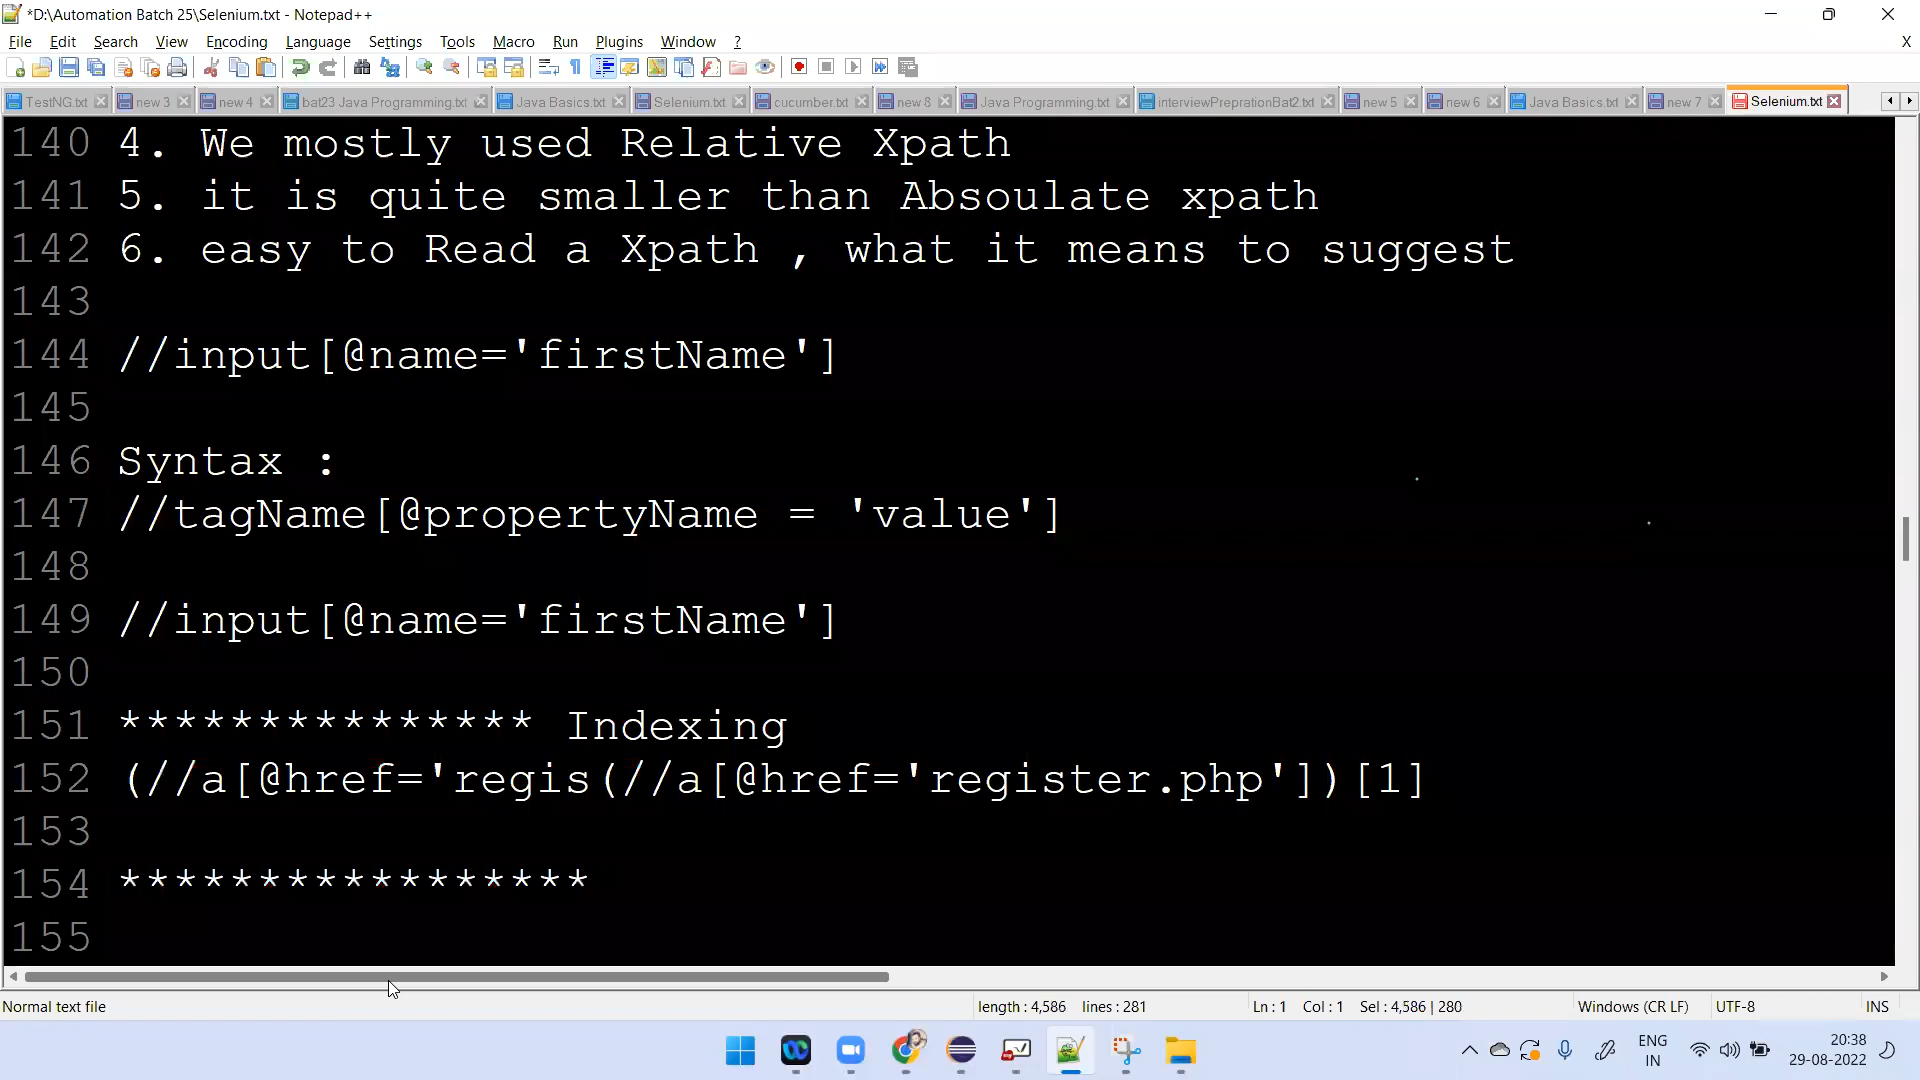 *D:\Automation Batch 25\Selenium.txt - Notepad++
File Edit Search View Encoding Language Settings Tools Macro Run Plugins Window ? X
TestNG.txt new 3 new 4 bat23 Java Programming.txt Java Basics.txt Selenium.txt cucumber.txt new 8 Java Programming.txt interviewPreprationBat2.txt new 5 new 6 Java Basics.txt new 7 Selenium.txt
140 4. We mostly used Relative Xpath
141 5. it is quite smaller than Absoulate xpath
142 6. easy to Read a Xpath , what it means to suggest
143
144 //input[@name='firstName']
145
146 Syntax :
147 //tagName[@propertyName = 'value']
148
149 //input[@name='firstName']
150
151 *************** Indexing
152 (//a[@href='regis(//a[@href='register.php'])[1]
153
154 *****************
155
Normal text file length : 4,586 lines : 281 Ln : 1 Col : 1 Sel : 4,586 | 280 Windows (CR LF) UTF-8 INS
ENG 20:38
IN 29-08-2022